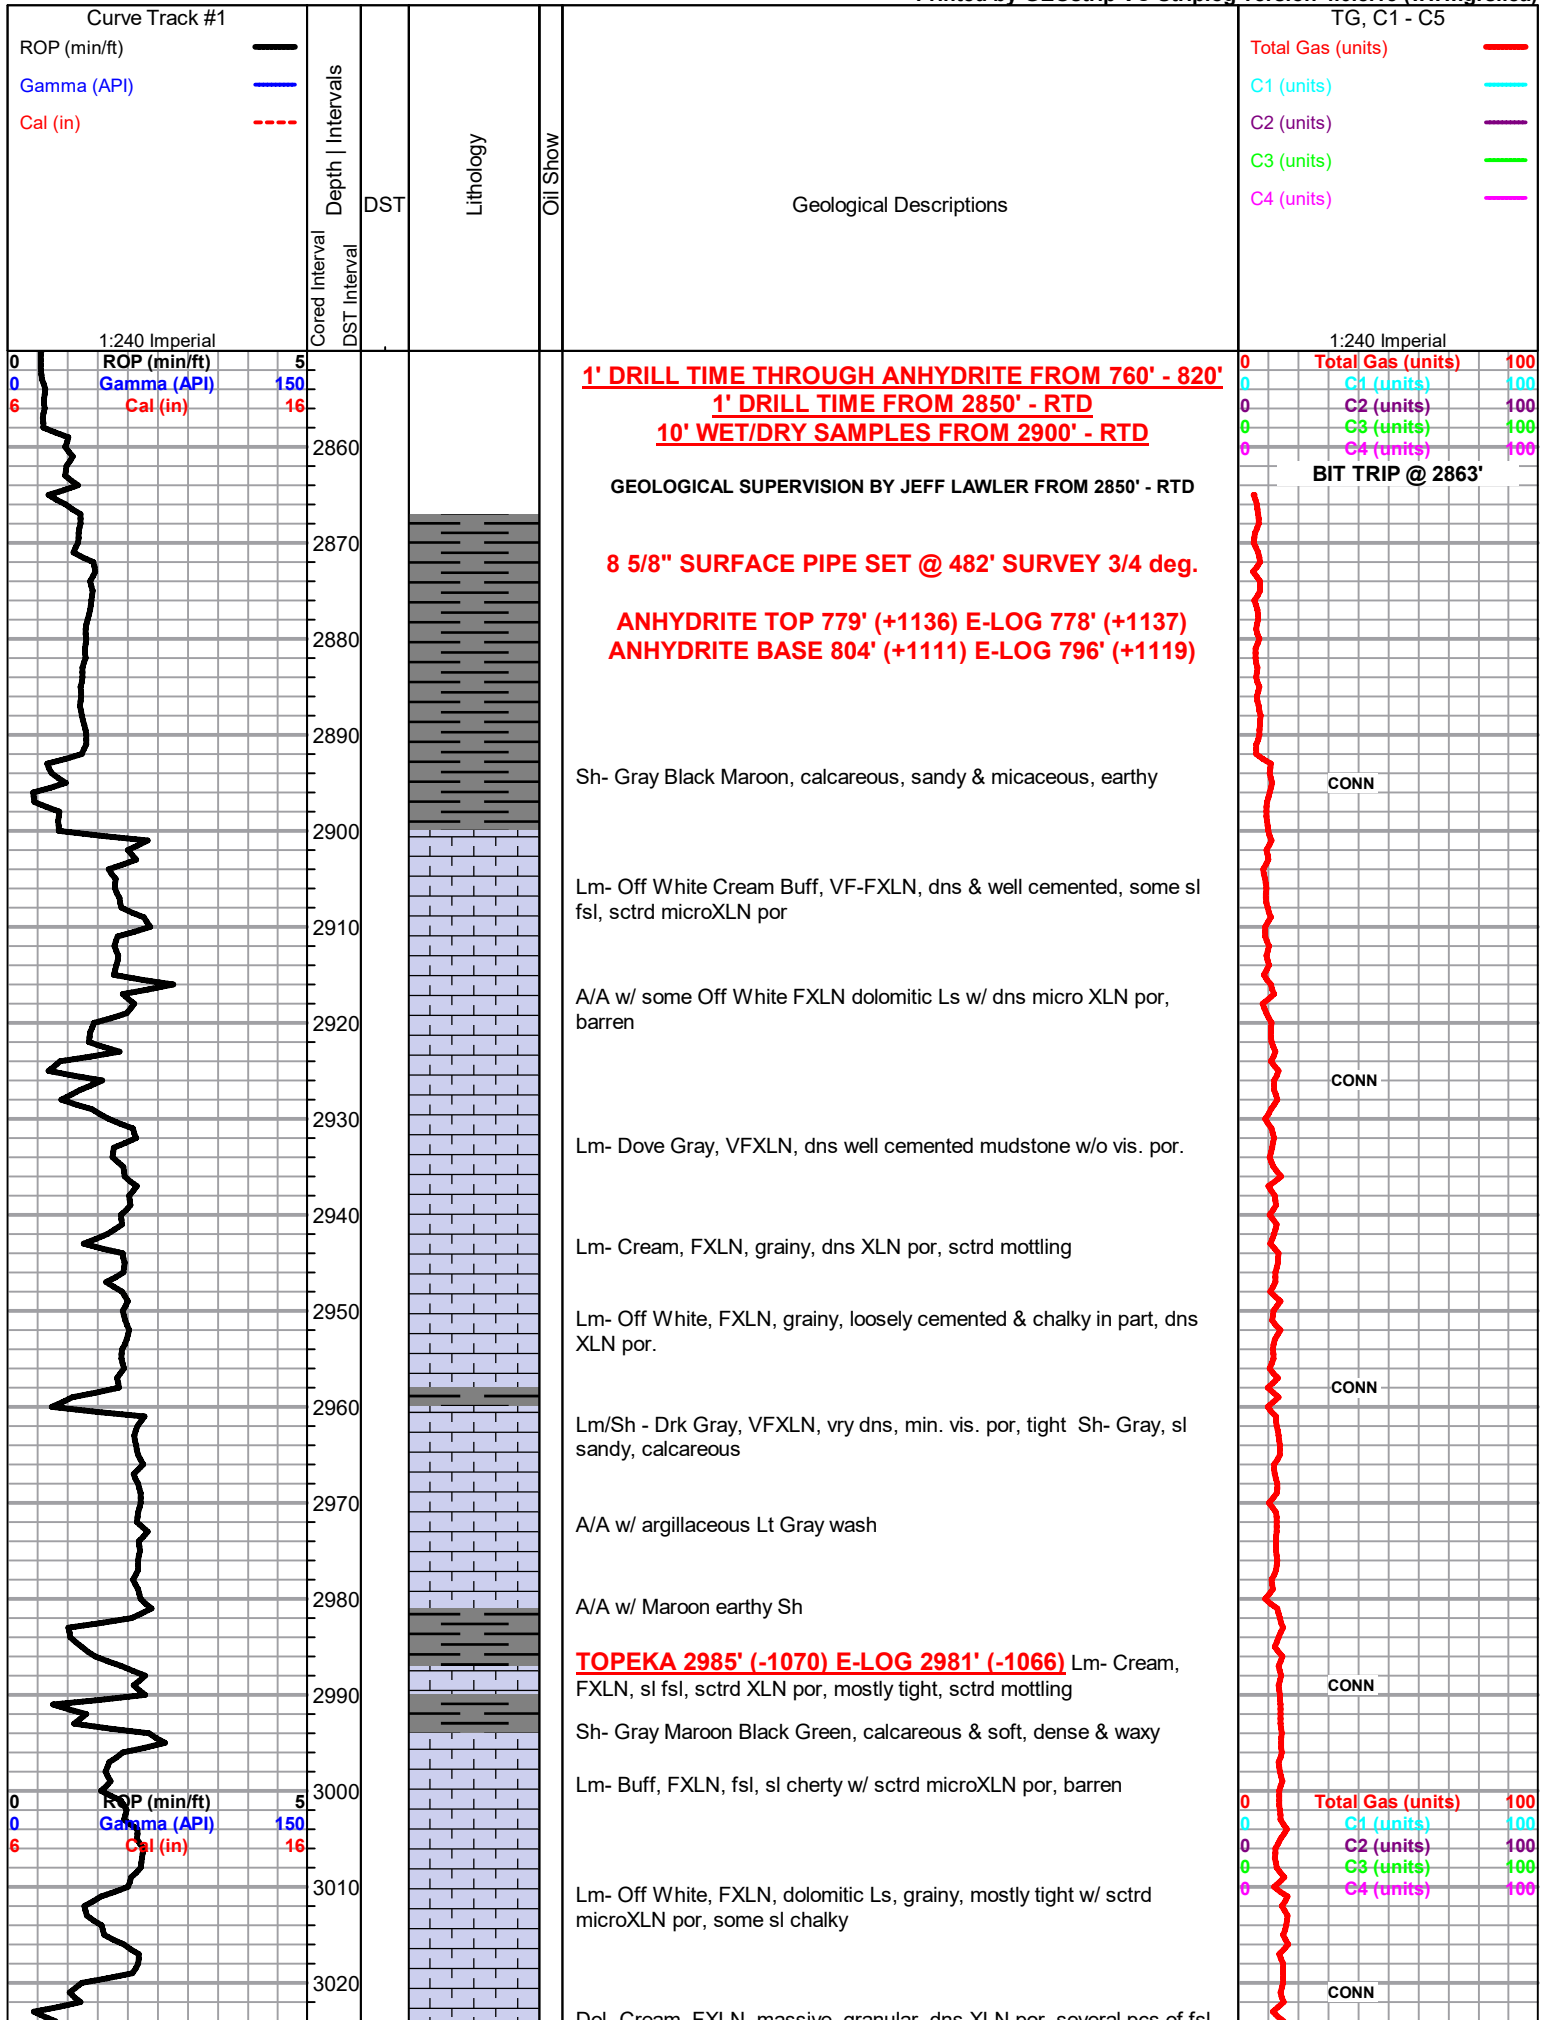 Curve Track #1
ROP (min/ft)
Gamma (API)
Cal (in)
1:240 Imperial
Depth | Intervals
Cored Interval
DST Interval
DST
Lithology
Oil Show
Geological Descriptions
TG, C1 - C5
Total Gas (units)
C1 (units)
C2 (units)
C3 (units)
C4 (units)
1:240 Imperial
0 ROP (min/ft) 5
0 Gamma (API) 150
6 Cal (in) 16
0 Total Gas (units) 100
0 C1 (units) 100
0 C2 (units) 100
0 C3 (units) 100
0 C4 (units) 100
1' DRILL TIME THROUGH ANHYDRITE FROM 760' - 820'
1' DRILL TIME FROM 2850' - RTD
10' WET/DRY SAMPLES FROM 2900' - RTD
2860
BIT TRIP @ 2863'
GEOLOGICAL SUPERVISION BY JEFF LAWLER FROM 2850' - RTD
2870
8 5/8" SURFACE PIPE SET @ 482' SURVEY 3/4 deg.
ANHYDRITE TOP 779' (+1136) E-LOG 778' (+1137)
2880
ANHYDRITE BASE 804' (+1111) E-LOG 796' (+1119)
2890
Sh- Gray Black Maroon, calcareous, sandy & micaceous, earthy
CONN
2900
Lm- Off White Cream Buff, VF-FXLN, dns & well cemented, some sl
fsl, sctrd microXLN por
2910
A/A w/ some Off White FXLN dolomitic Ls w/ dns micro XLN por,
barren
2920
CONN
2930
Lm- Dove Gray, VFXLN, dns well cemented mudstone w/o vis. por.
2940
Lm- Cream, FXLN, grainy, dns XLN por, sctrd mottling
2950
Lm- Off White, FXLN, grainy, loosely cemented & chalky in part, dns
XLN por.
CONN
2960
Lm/Sh - Drk Gray, VFXLN, vry dns, min. vis. por, tight  Sh- Gray, sl
sandy, calcareous
2970
A/A w/ argillaceous Lt Gray wash
2980
A/A w/ Maroon earthy Sh
TOPEKA 2985' (-1070) E-LOG 2981' (-1066) Lm- Cream,
FXLN, sl fsl, sctrd XLN por, mostly tight, sctrd mottling
CONN
2990
Sh- Gray Maroon Black Green, calcareous & soft, dense & waxy
Lm- Buff, FXLN, fsl, sl cherty w/ sctrd microXLN por, barren
3000
0 ROP (min/ft) 5
0 Gamma (API) 150
6 Cal (in) 16
0 Total Gas (units) 100
0 C1 (units) 100
0 C2 (units) 100
0 C3 (units) 100
0 C4 (units) 100
3010
Lm- Off White, FXLN, dolomitic Ls, grainy, mostly tight w/ sctrd
microXLN por, some sl chalky
3020
CONN
Cream, FXLN, massive, granular, dns XLN por, several pcs of fsl